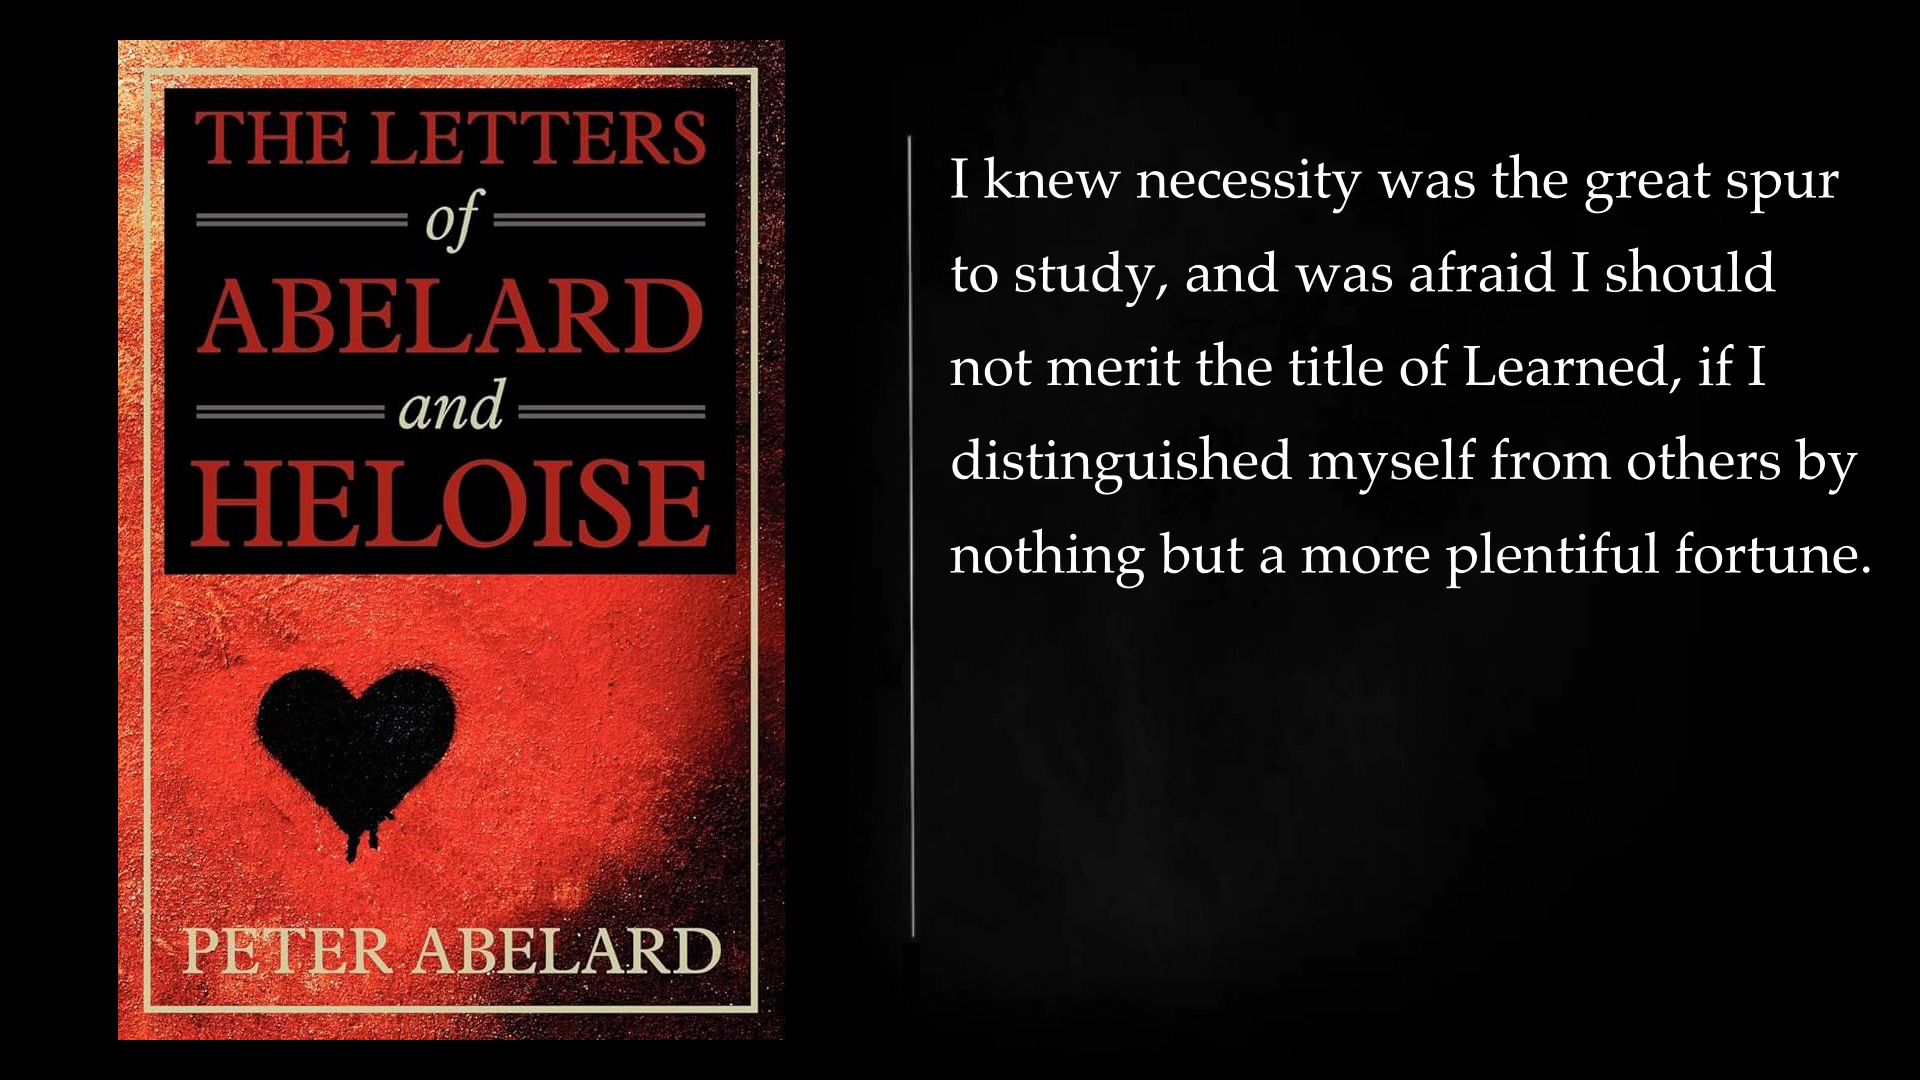 THE LETTERS
of
ABELARD
and
HELOISE
PETER ABELARD
I knew necessity was the great spur
to study, and was afraid I should
not merit the title of Learned, if I
distinguished myself from others by
nothing but a more plentiful fortune.